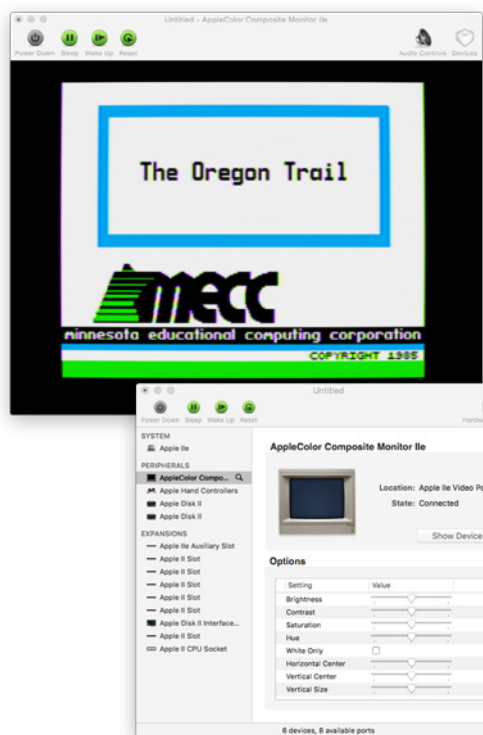 Untitled - AppleColor Composite Monitor IIe
Power Down Sleep Wake Up Reset
Audio Controls Devices
The Oregon Trail
mecc
minnesota educational computing corporation
COPYRIGHT 1985
Untitled
Power Down Sleep Wake Up Reset
SYSTEM
Apple IIe
PERIPHERALS
AppleColor Compo...
Apple Hand Controllers
Apple Disk II
Apple Disk II
EXPANSIONS
Apple IIe Auxiliary Slot
Apple II Slot
Apple II Slot
Apple II Slot
Apple II Slot
Apple II Slot
Apple Disk II Interface...
Apple II Slot
Apple II CPU Socket
AppleColor Composite Monitor IIe
Location: Apple IIe Video
State: Connected
Show Device
Options
Setting Value
Brightness
Contrast
Saturation
Hue
White Only
Horizontal Center
Vertical Center
Vertical Size
6 devices, 8 available ports